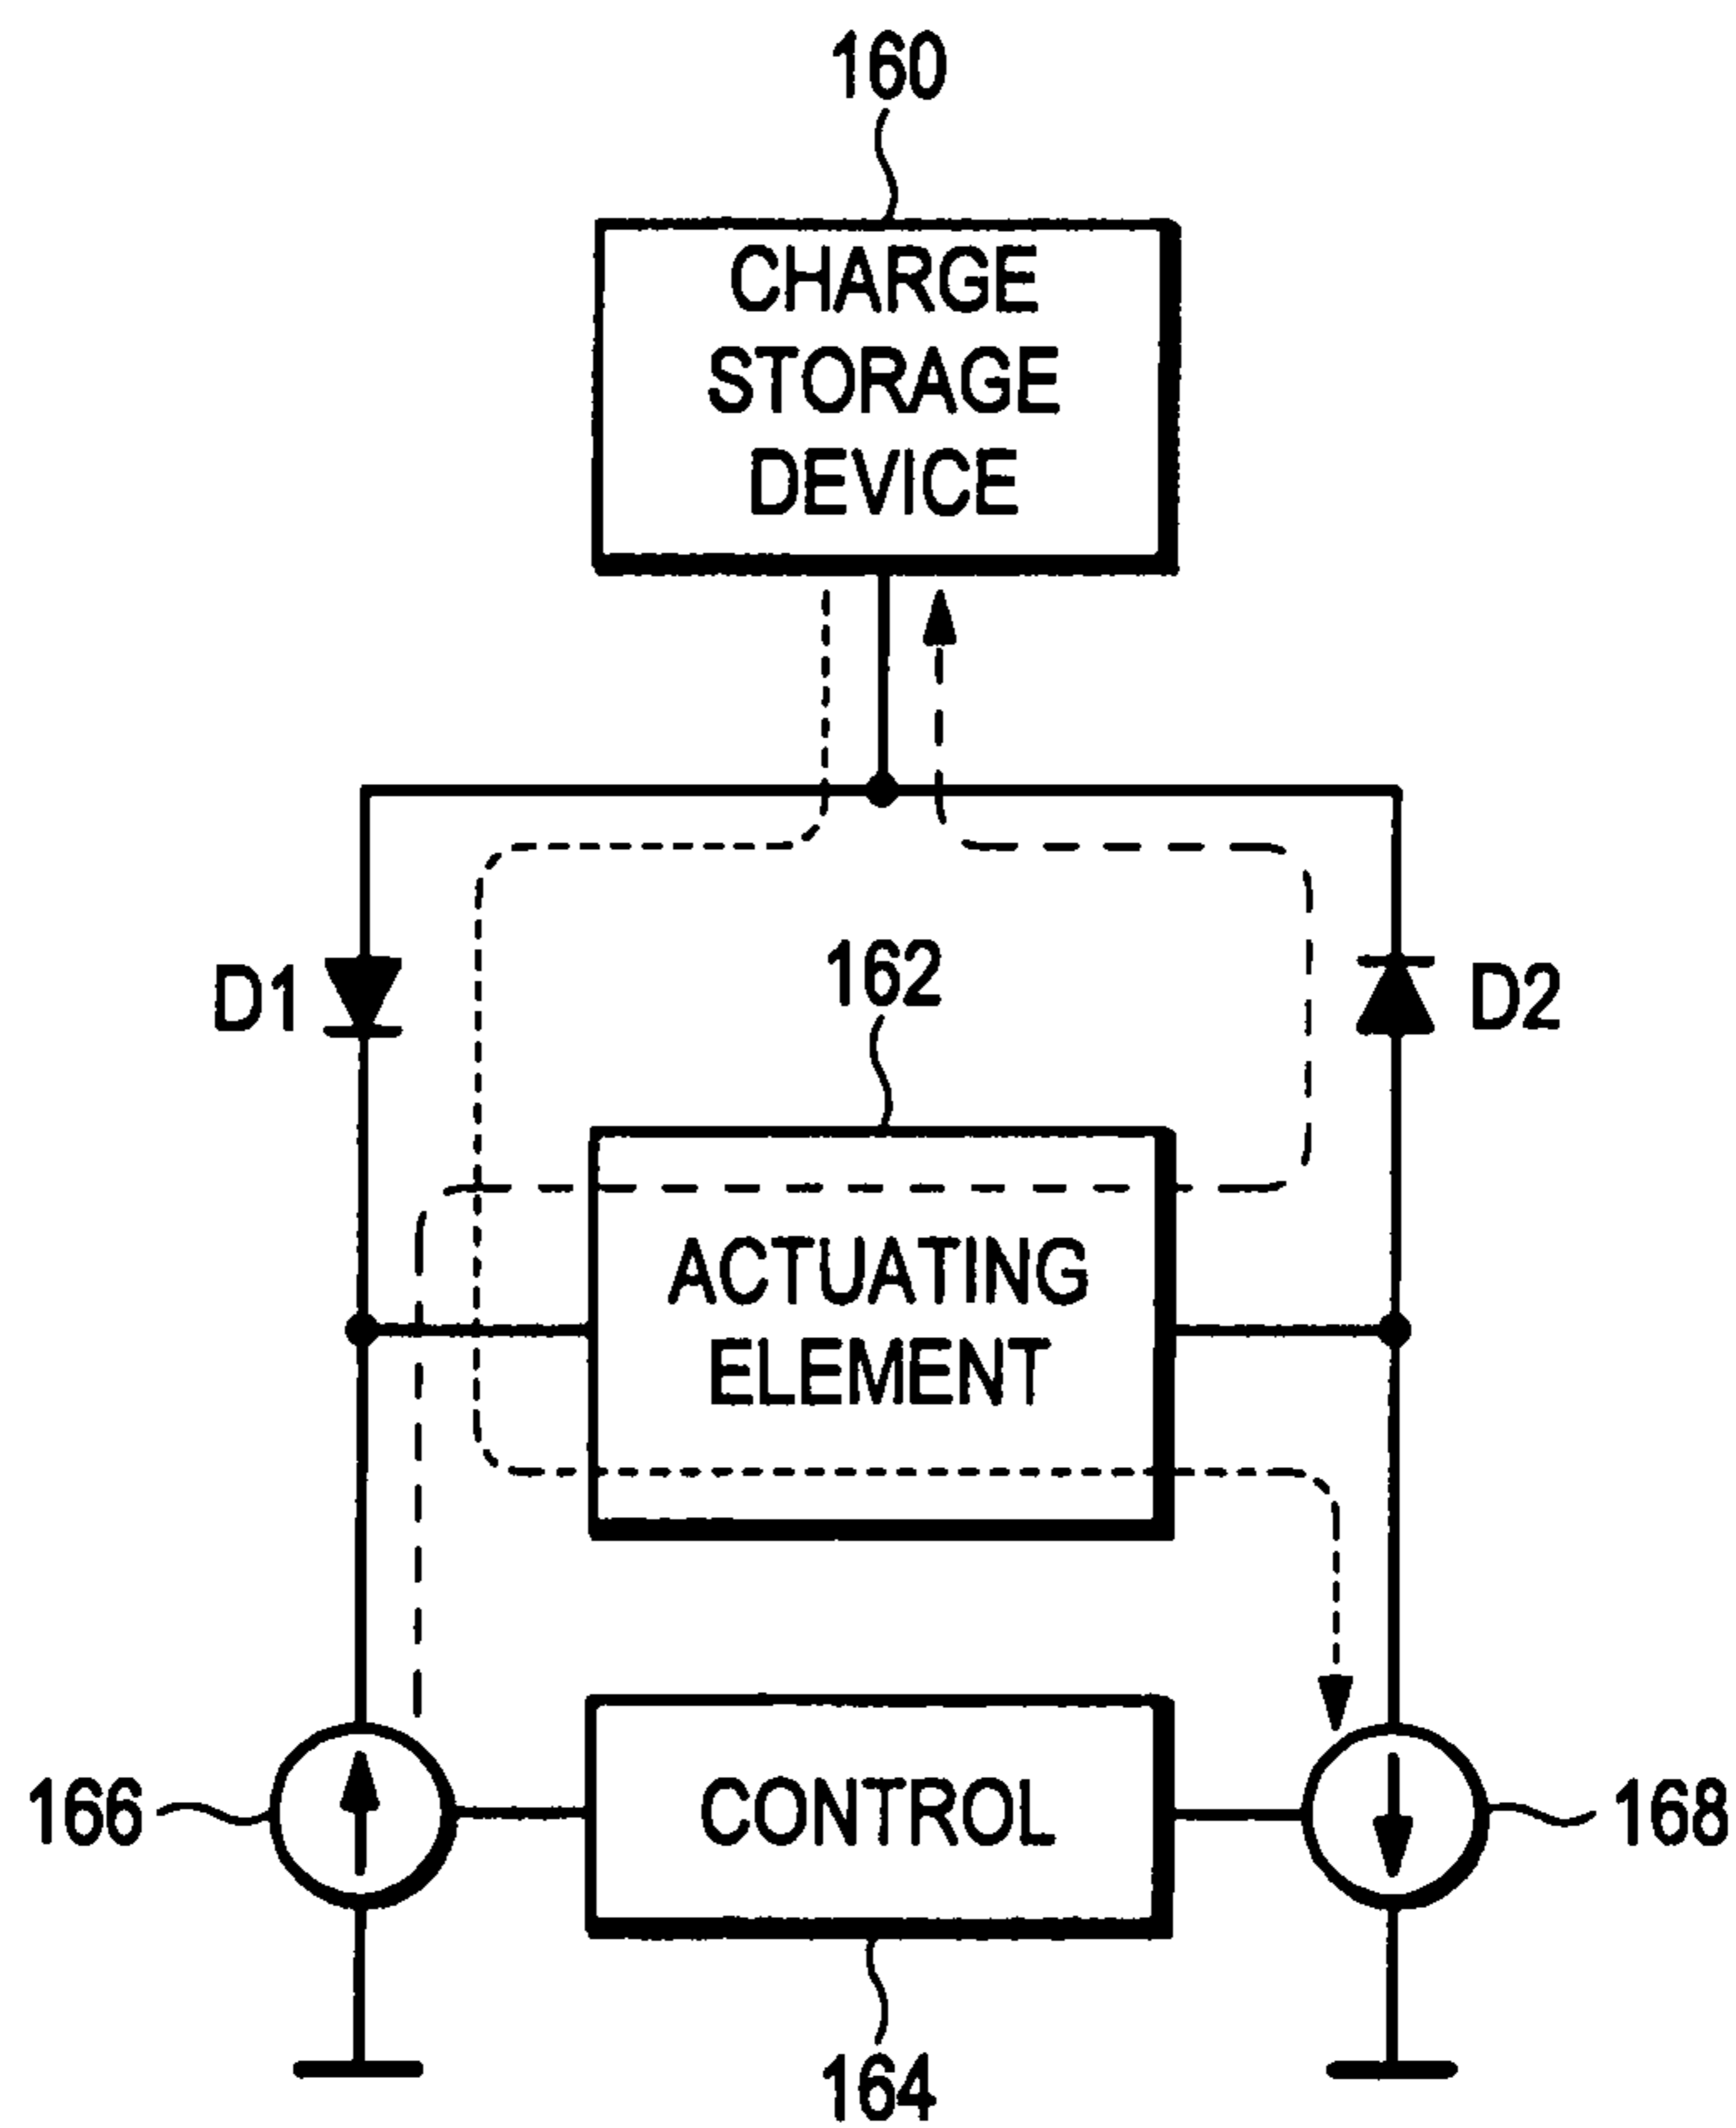 160
CHARGE
STORAGE
DEVICE
D1
162
D2
ACTUATING
ELEMENT
166
CONTROL
168
164